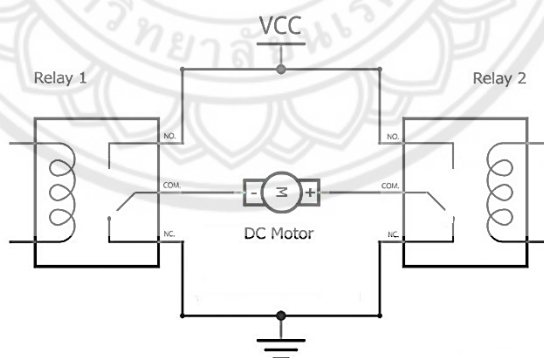 VCC
Relay 1
Relay 2
NO.
NO.
COM.
- M +
COM.
DC Motor
NC.
NC.